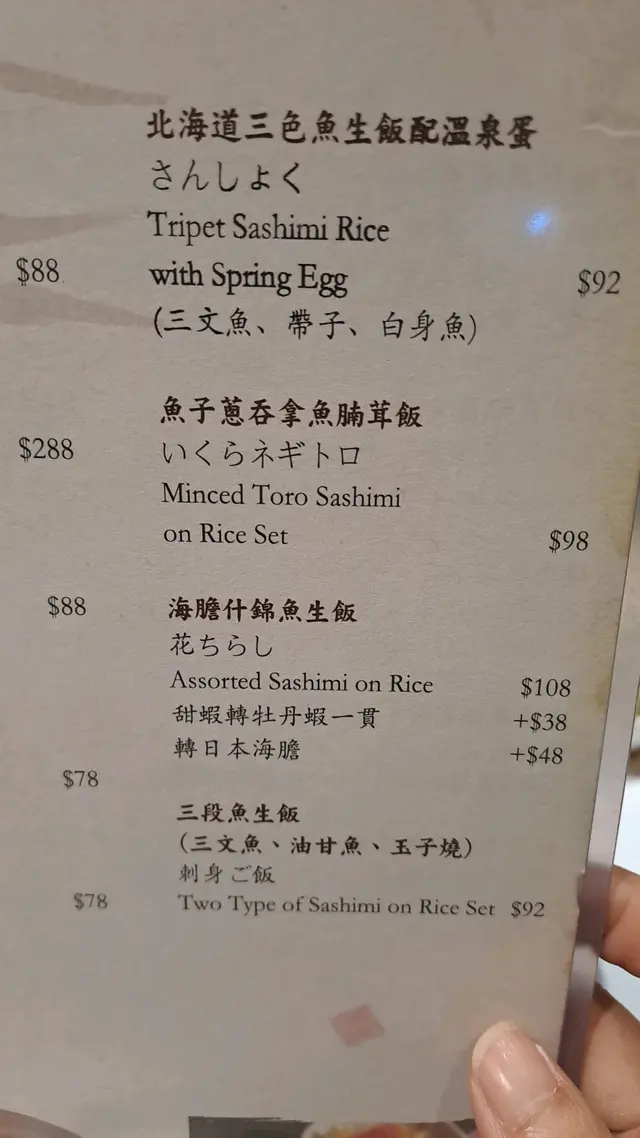 北海道三色魚生飯配溫泉蛋
さんしょく
Tripet Sashimi Rice
$88
with Spring Egg $92
(三文魚、帶子、白身魚)
魚子蔥吞拿魚腩茸飯
$288
いくらネギトロ
Minced Toro Sashimi
on Rice Set $98
$88
海膽什錦魚生飯
花ちらし
Assorted Sashimi on Rice $108
甜蝦轉牡丹蝦一貫 +$38
轉日本海膽 +$48
$78
三段魚生飯
(三文魚、油甘魚、玉子燒)
刺身ご飯
$78
Two Type of Sashimi on Rice Set $92